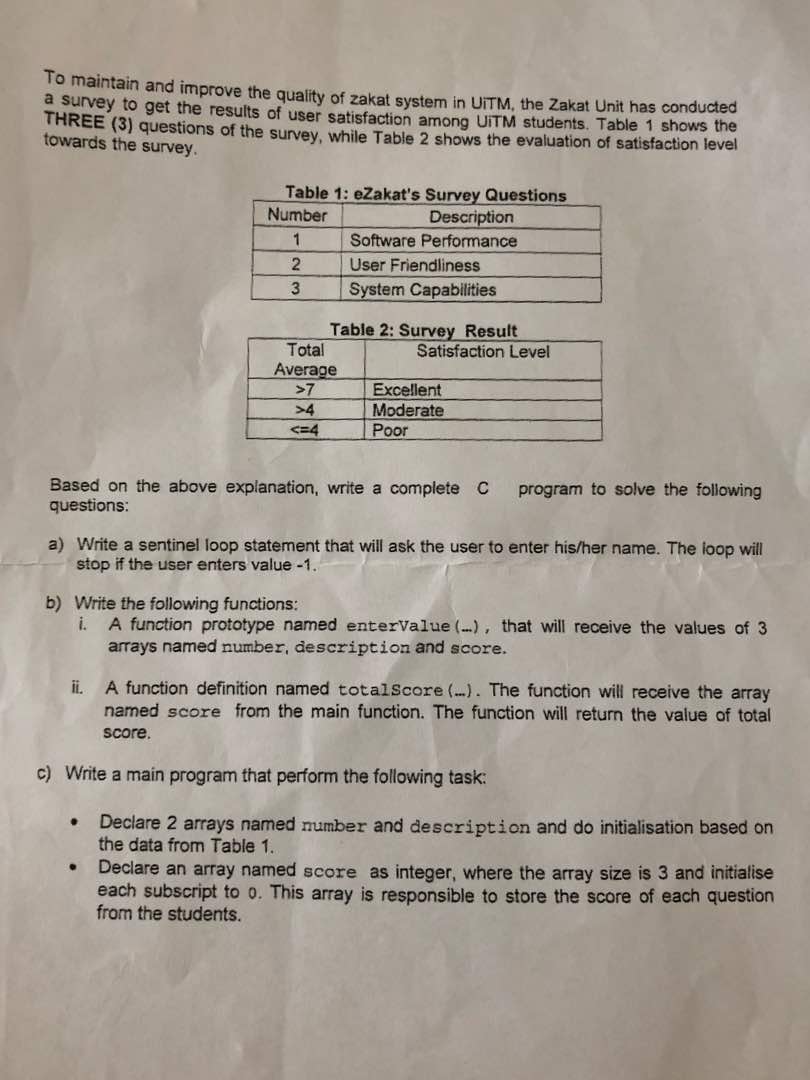 To maintain and improve the quality of zakat system in UiTM, the Zakat Unit has conducted
a survey to get the results of user satisfaction among UiTM students. Table 1 shows the
THREE (3) questions of the survey, while Table 2 shows the evaluation of satisfaction level
towards the survey.
Table 1: eZakat's Survey Questions
Number Description
1 Software Performance
2 User Friendliness
3 System Capabilities
Table 2: Survey Result
Total Satisfaction Level
Average
>7 Excellent
>4 Moderate
<=4 Poor
Based on the above explanation, write a complete C program to solve the following
questions:
a) Write a sentinel loop statement that will ask the user to enter his/her name. The loop will
stop if the user enters value -1.
b) Write the following functions:
i. A function prototype named enterValue(…), that will receive the values of 3
arrays named number, description and score.
ii. A function definition named totalScore(…). The function will receive the array
named score from the main function. The function will return the value of total
score.
c) Write a main program that perform the following task:
• Declare 2 arrays named number and description and do initialisation based on
the data from Table 1.
• Declare an array named score as integer, where the array size is 3 and initialise
each subscript to 0. This array is responsible to store the score of each question
from the students.